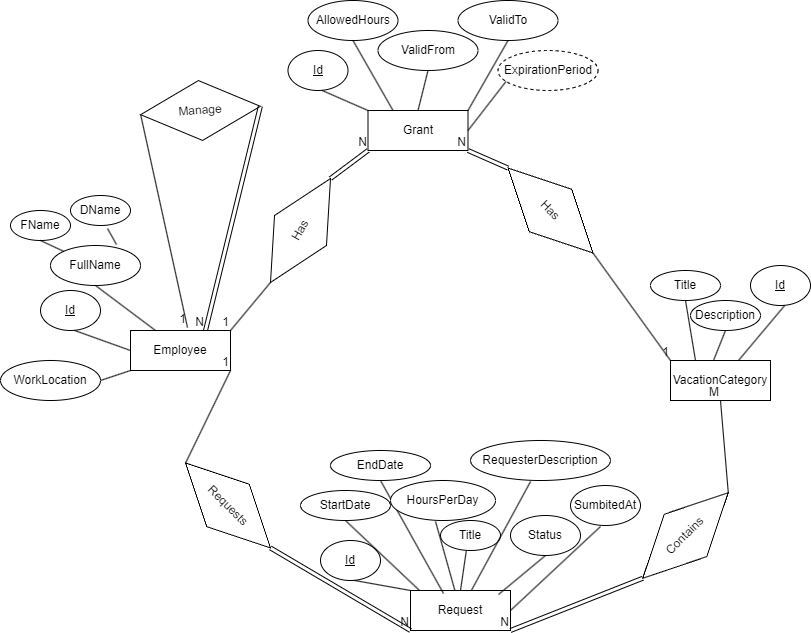 AllowedHours
ValidTo
ValidFrom
Id
ExpirationPeriod
Manage
Grant
N
N
DName
Has
Has
FName
FullName
Id
Title
Id
Description
1
N
1
Employee
1
1
WorkLocation
VacationCategory
M
EndDate
RequesterDescription
StartDate
HoursPerDay
SumbitedAt
Requests
Title
Status
Contains
Id
Request
N
N